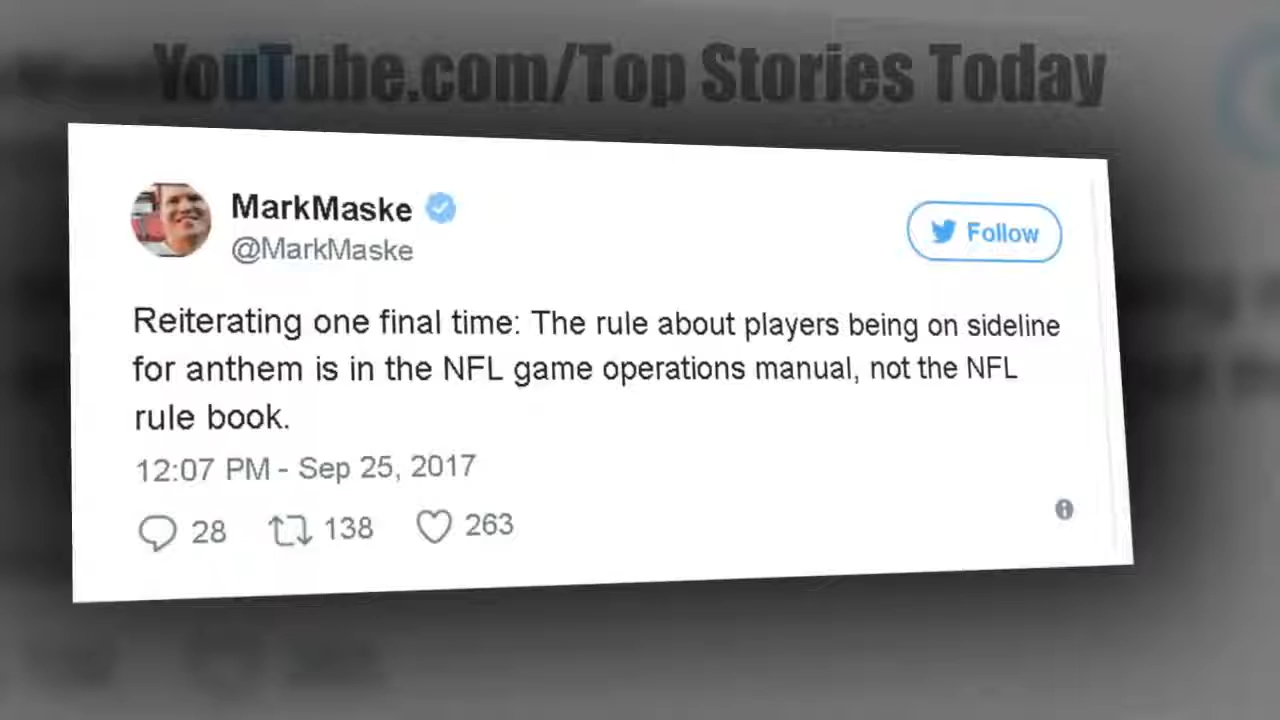 YouTube.com/Top Stories Today
MarkMaske
@MarkMaske
Follow
Reiterating one final time: The rule about players being on sideline
for anthem is in the NFL game operations manual, not the NFL
rule book.
12:07 PM - Sep 25, 2017
28 138 263